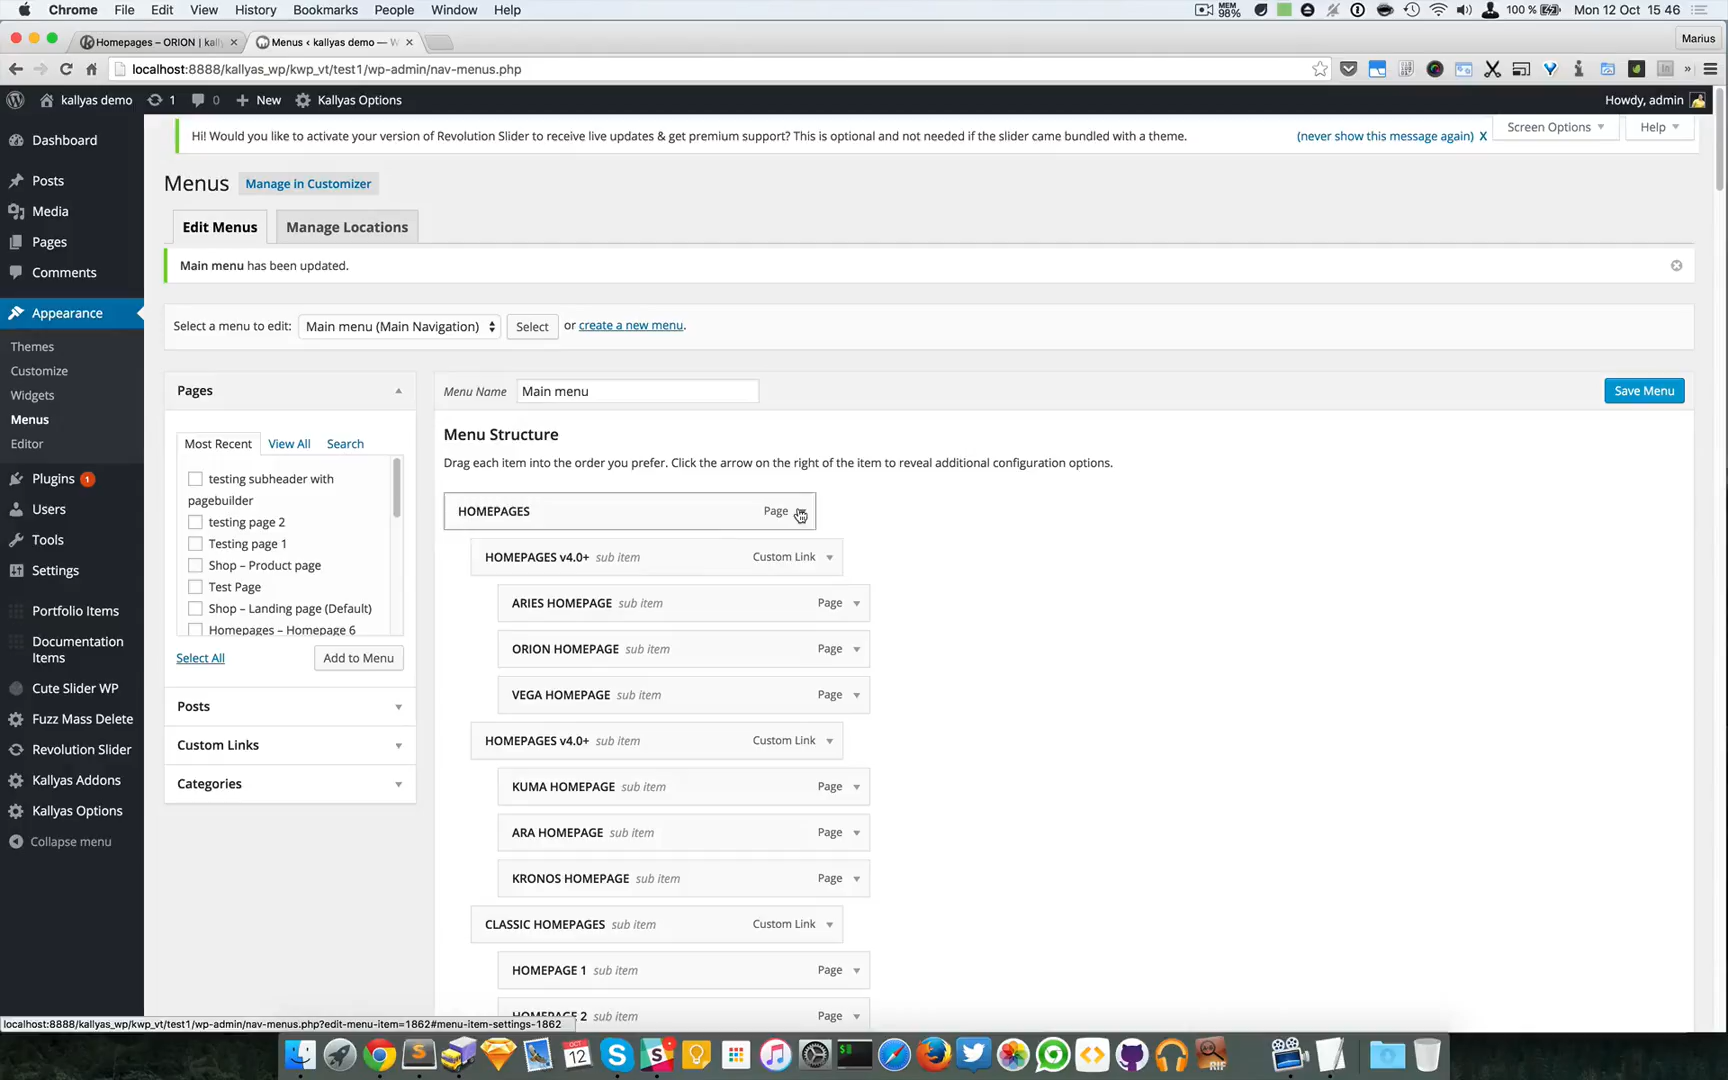 Chrome File Edit View History Bookmarks People Window Help
MEM 98% 100% Mon 12 Oct 15:46
Homepages – ORION | kall
Menus ‹ kallyas demo — W
Marius
localhost:8888/kallyas_wp/kwp_vt/test1/wp-admin/nav-menus.php
kallyas demo 1 0 New Kallyas Options
Howdy, admin
Dashboard
Posts
Media
Pages
Comments
Appearance
Themes
Customize
Widgets
Menus
Editor
Plugins 1
Users
Tools
Settings
Portfolio Items
Documentation
Items
Cute Slider WP
Fuzz Mass Delete
Revolution Slider
Kallyas Addons
Kallyas Options
Collapse menu
Hi! Would you like to activate your version of Revolution Slider to receive live updates & get premium support? This is optional and not needed if the slider came bundled with a theme.
(never show this message again) X
Screen Options
Help
Menus Manage in Customizer
Edit Menus Manage Locations
Main menu has been updated.
Select a menu to edit: Main menu (Main Navigation) Select or create a new menu.
Pages
Most Recent View All Search
testing subheader with
pagebuilder
testing page 2
Testing page 1
Shop – Product page
Test Page
Shop – Landing page (Default)
Homepages – Homepage 6
Select All Add to Menu
Posts
Custom Links
Categories
Menu Name Main menu Save Menu
Menu Structure
Drag each item into the order you prefer. Click the arrow on the right of the item to reveal additional configuration options.
HOMEPAGES Page
HOMEPAGES v4.0+ sub item Custom Link
ARIES HOMEPAGE sub item Page
ORION HOMEPAGE sub item Page
VEGA HOMEPAGE sub item Page
HOMEPAGES v4.0+ sub item Custom Link
KUMA HOMEPAGE sub item Page
ARA HOMEPAGE sub item Page
KRONOS HOMEPAGE sub item Page
CLASSIC HOMEPAGES sub item Custom Link
HOMEPAGE 1 sub item Page
HOMEPAGE 2 sub item Page
localhost:8888/kallyas_wp/kwp_vt/test1/wp-admin/nav-menus.php?edit-menu-item=1862#menu-item-settings-1862
OCT
12
RIF